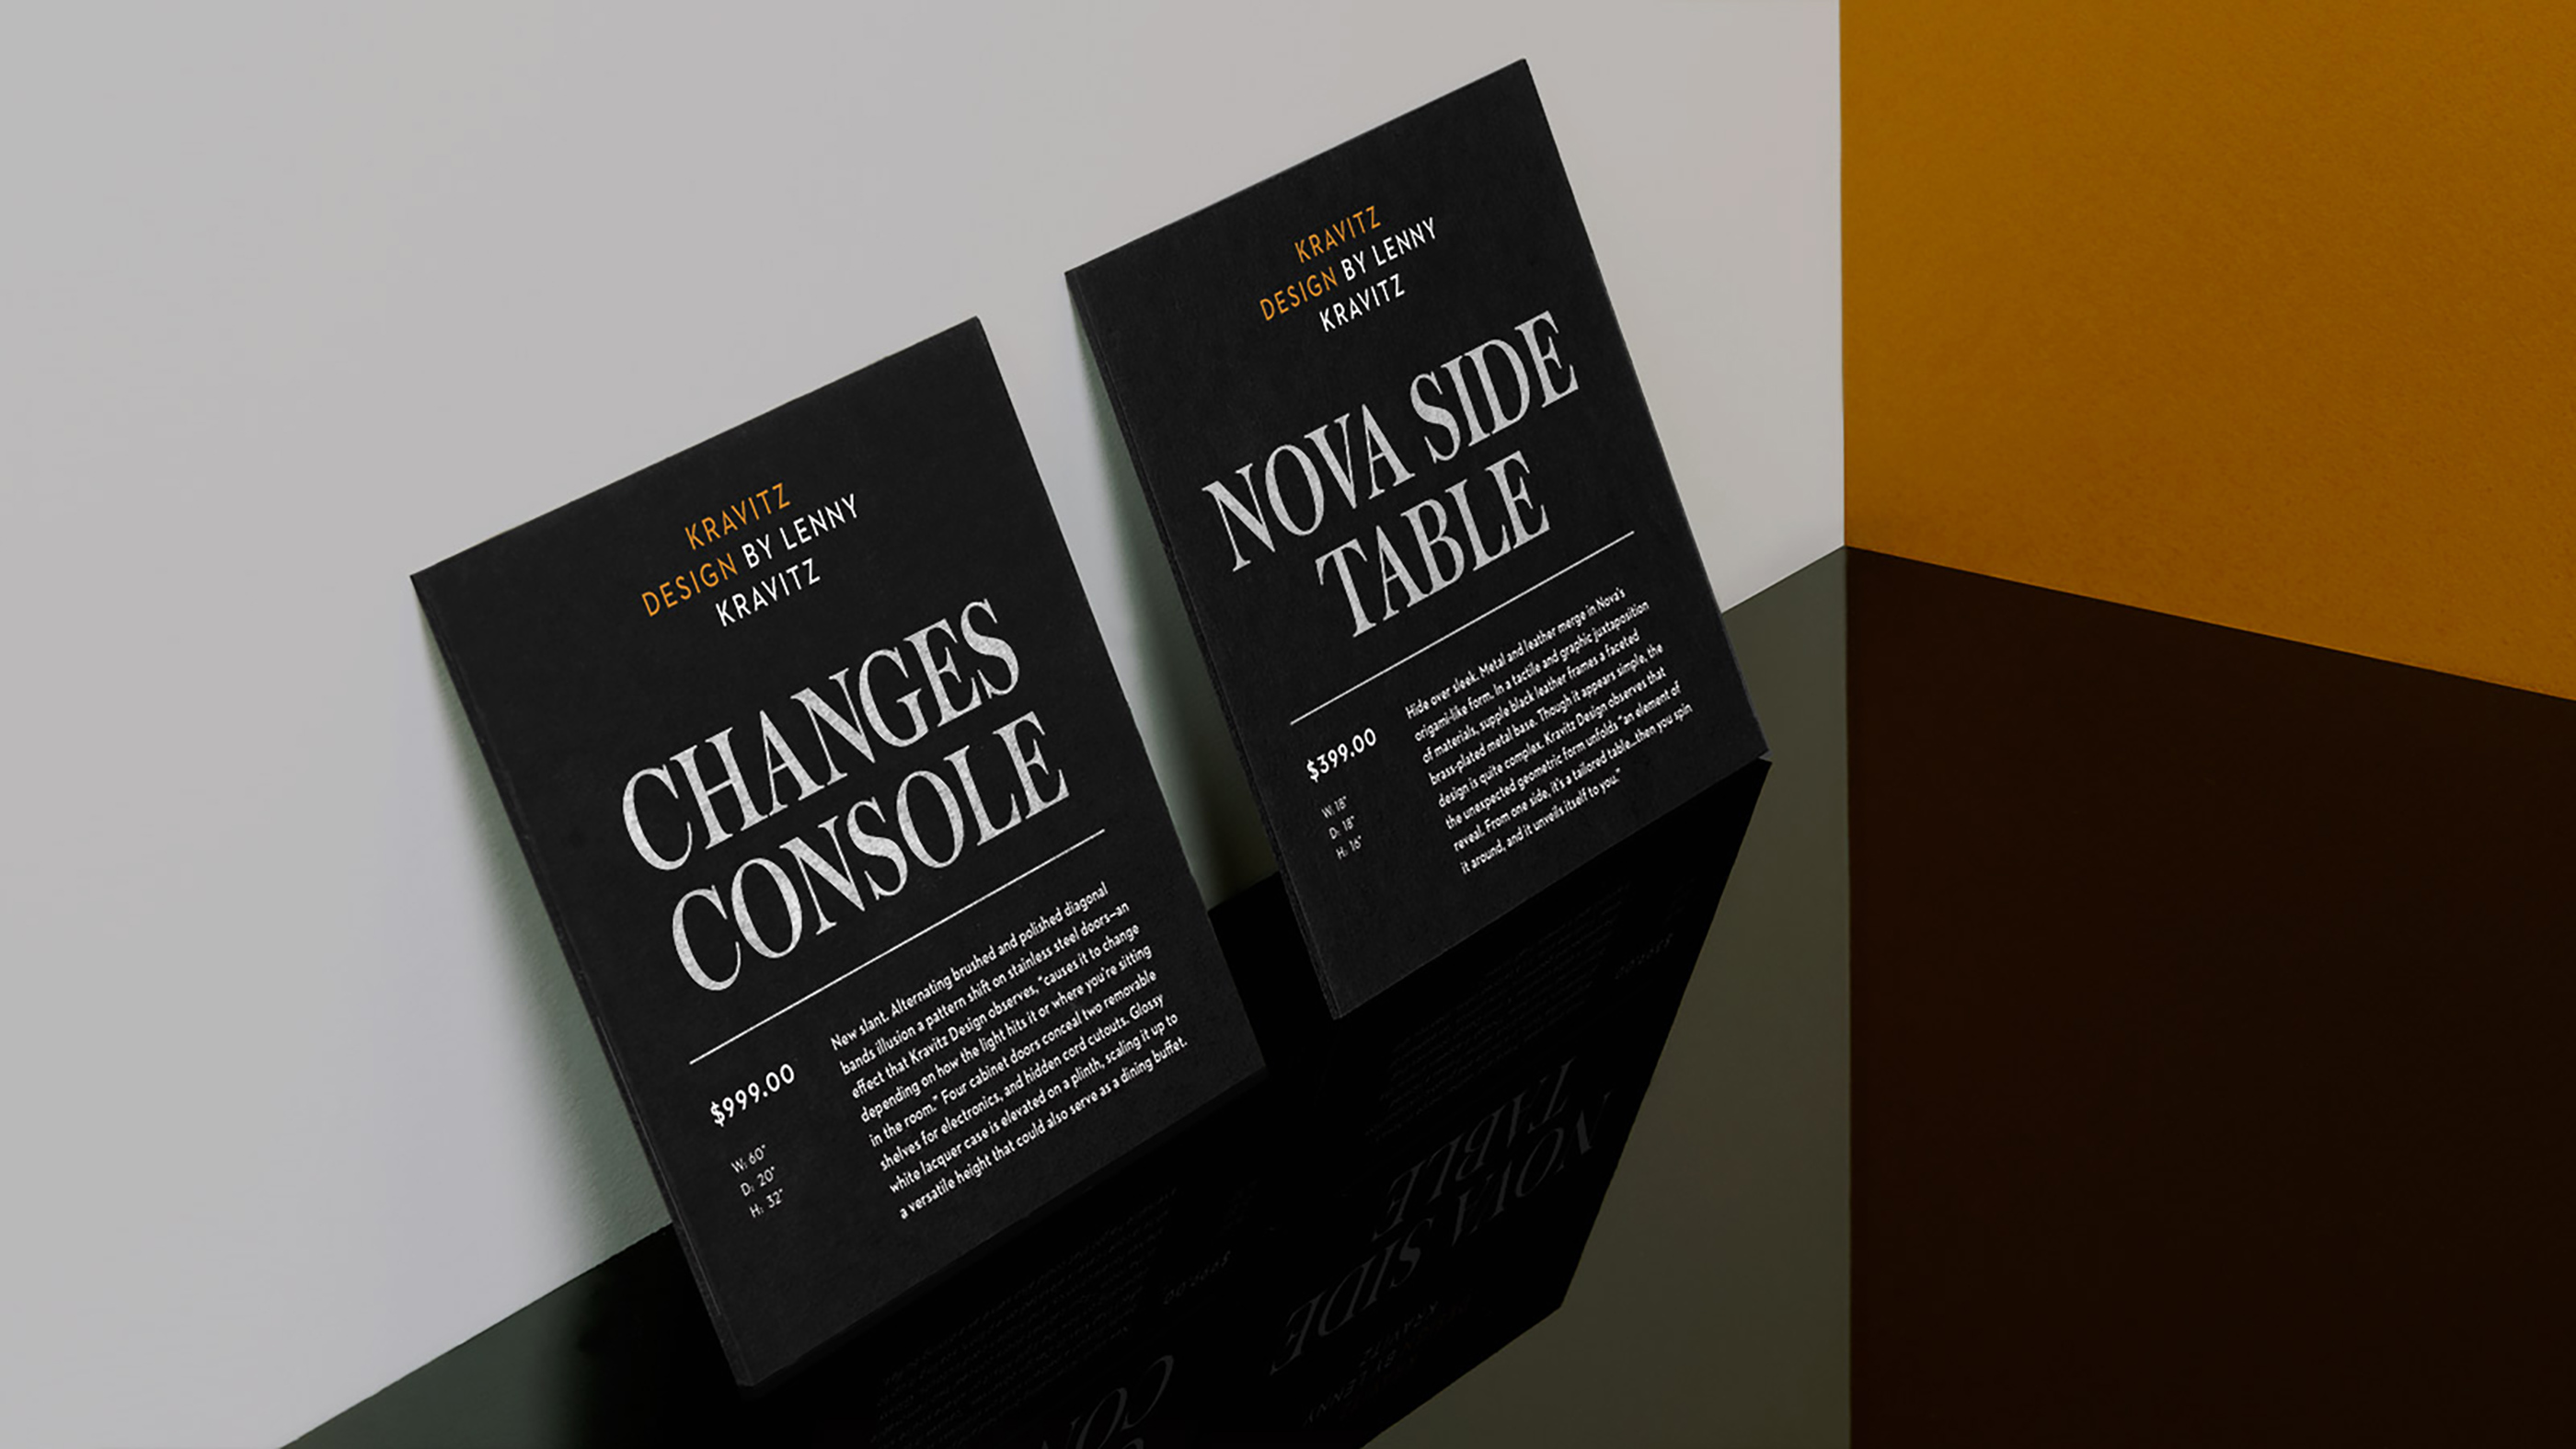 KRAVITZ
DESIGN BY LENNY
KRAVITZ
CHANGES
CONSOLE
$999.00
W: 60"
D: 20"
H: 32"
New slant. Alternating brushed and polished diagonal
bands illusion a pattern shift on stainless steel doors—an
effect that Kravitz Design observes, "causes it to change
depending on how the light hits it or where you're sitting
in the room." Four cabinet doors conceal two removable
shelves for electronics, and hidden cord cutouts. Glossy
white lacquer case is elevated on a plinth, scaling it up to
a versatile height that could also serve as a dining buffet.
KRAVITZ
DESIGN BY LENNY
KRAVITZ
NOVA SIDE
TABLE
$399.00
W: 18"
D: 18"
H: 16"
Hide over sleek. Metal and leather merge in Nova's
origami-like form. In a tactile and graphic juxtaposition
of materials, supple black leather frames a faceted
brass-plated metal base. Though it appears simple, the
design is quite complex. Kravitz Design observes that
the unexpected geometric form unfolds "an element of
reveal. From one side, it's a tailored table...then you spin
it around, and it unveils itself to you."